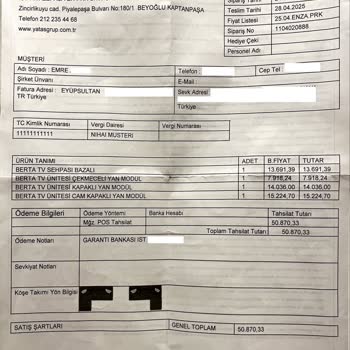 Zincirlikuyu cad. Piyalepaşa Bulvarı No:180/1 BEYOĞLU KAPTANPAŞA
Telefon 212 235 44 68
www.yatasgrup.com.tr
Sipariş Tarihi
Teslim Tarihi 28.04.2025
Fiyat Listesi 25.04.ENZA.PRK
Sipariş No 1104020888
Hediye Çeki
Personel Adı
MÜŞTERİ
Adı Soyadı : EMRE Telefon : Cep Tel
Şirket Ünvanı E-Mail
Fatura Adresi : EYÜPSULTAN Sevk Adresi
TR Türkiye Türkiye
TC Kimlik Numarası Vergi Dairesi Vergi Numarası
11111111111 NIHAI MÜSTERI
ÜRÜN TANIMI ADET B.FİYAT TUTAR
BERTA TV SEHPASI BAZALI 1 13.691,39 13.691,39
BERTA TV ÜNİTESİ ÇEKMECELİ YAN MODÜL 1 7.918,24 7.918,24
BERTA TV ÜNİTESİ KAPAKLI YAN MODÜL 1 14.036,00 14.036,00
BERTA TV ÜNİTESİ CAM KAPAKLI YAN MODÜL 1 15.224,70 15.224,70
Ödeme Bilgileri Ödeme Yöntemi Banka Hesabı Tahsilat Tutarı
Mğz. POS Tahsilat 50.870,33
Toplam Tahsilat Tutarı 50.870,33
Ödeme Notları GARANTI BANKASI IST
Sevkiyat Notları
Köşe Takımı Yön Bilgisi
SATIŞ ŞARTLARI GENEL TOPLAM 50.870,33